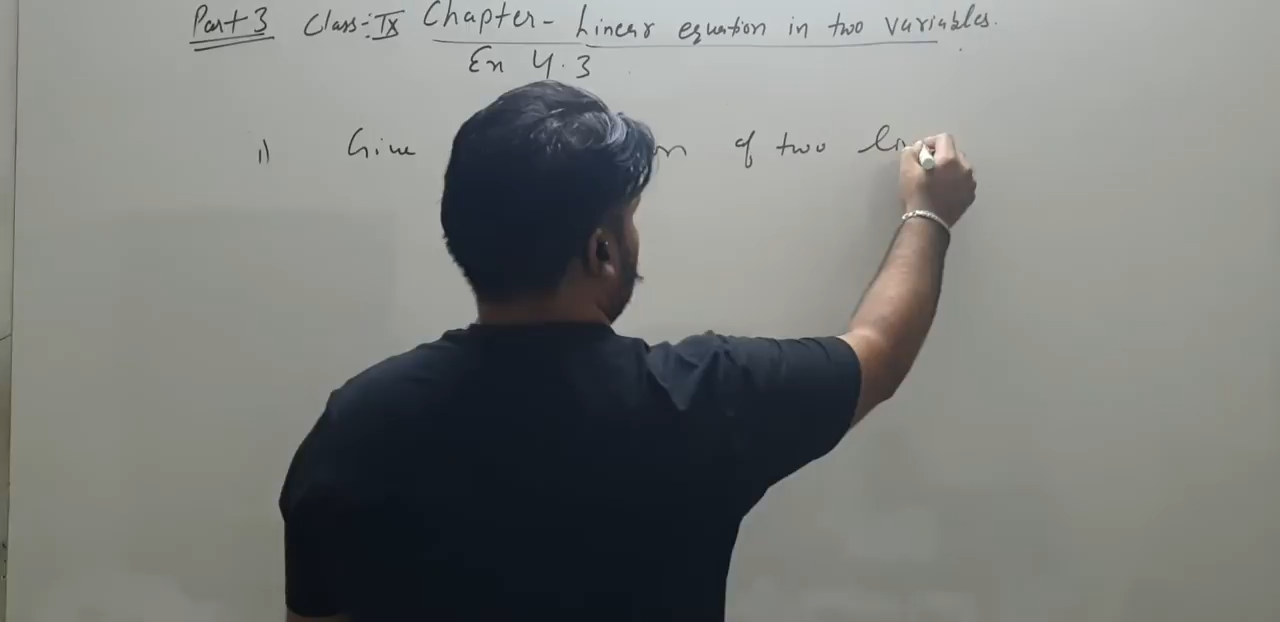 Part 3 Class:- IX Chapter - Linear equation in two variables.
Ex 4.3
1) Give of two